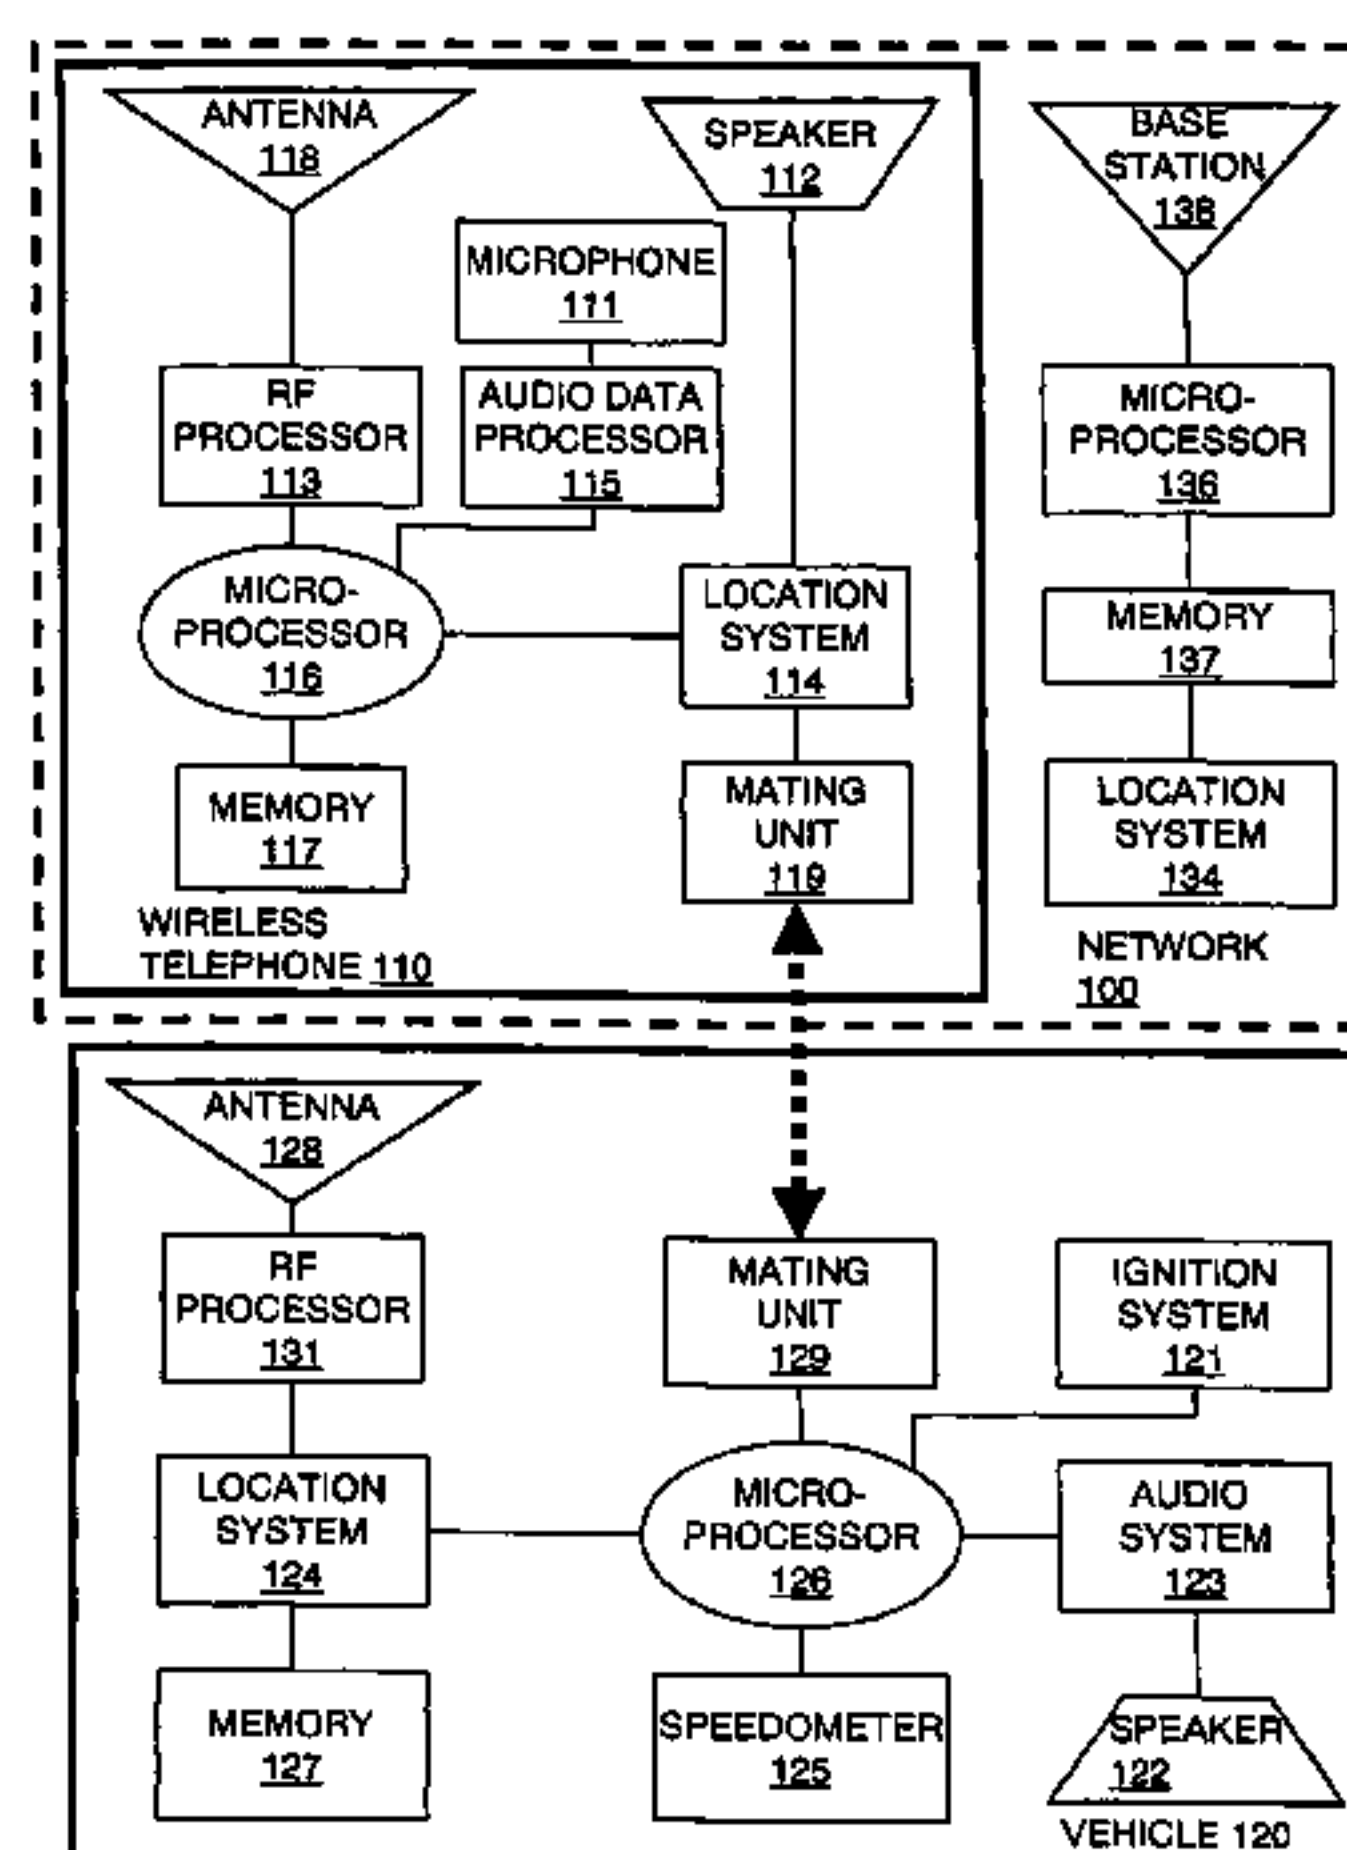 ANTENNA
118
SPEAKER
112
BASE
STATION
138
MICROPHONE
111
RF
PROCESSOR
113
AUDIO DATA
PROCESSOR
115
MICRO-
PROCESSOR
136
MICRO-
PROCESSOR
116
LOCATION
SYSTEM
114
MEMORY
137
MEMORY
117
MATING
UNIT
119
LOCATION
SYSTEM
134
WIRELESS
TELEPHONE 110
NETWORK
100
ANTENNA
128
RF
PROCESSOR
131
MATING
UNIT
129
IGNITION
SYSTEM
121
LOCATION
SYSTEM
124
MICRO-
PROCESSOR
126
AUDIO
SYSTEM
123
MEMORY
127
SPEEDOMETER
125
SPEAKER
122
VEHICLE 120